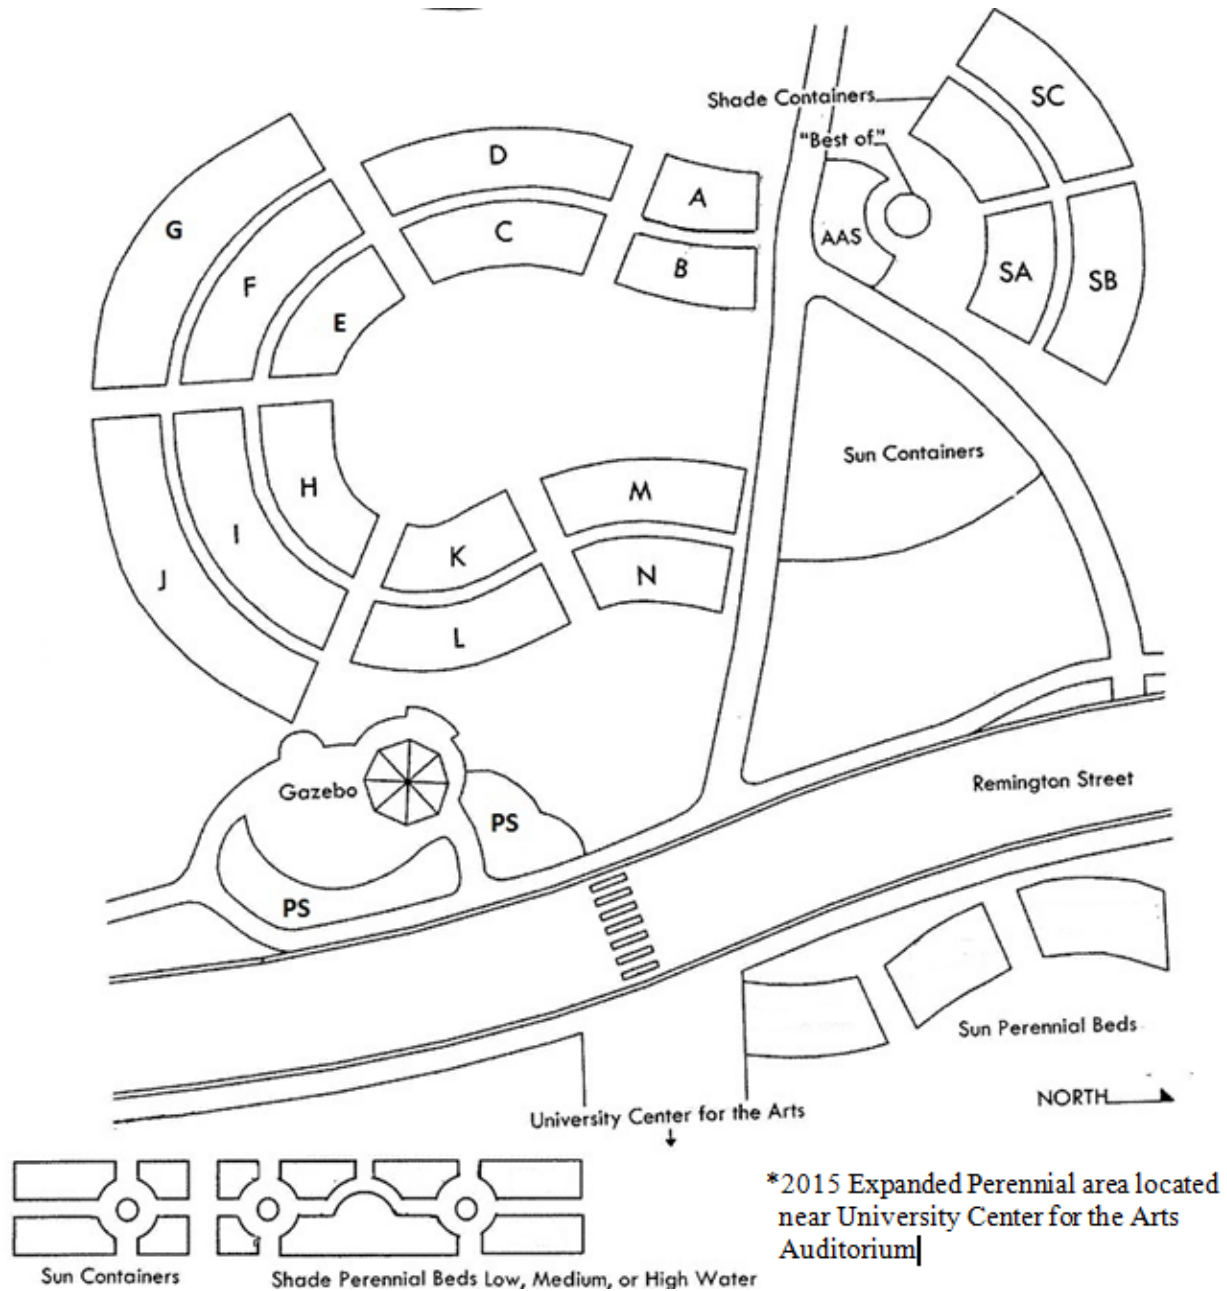 SC
Shade Containers
"Best of"
D
A
G
C
AAS
B
SA
SB
F
E
Sun Containers
H
M
I
K
N
J
L
Remington Street
Gazebo
PS
PS
Sun Perennial Beds
NORTH
University Center for the Arts
*2015 Expanded Perennial area located
near University Center for the Arts
Auditorium
Sun Containers
Shade Perennial Beds Low, Medium, or High Water